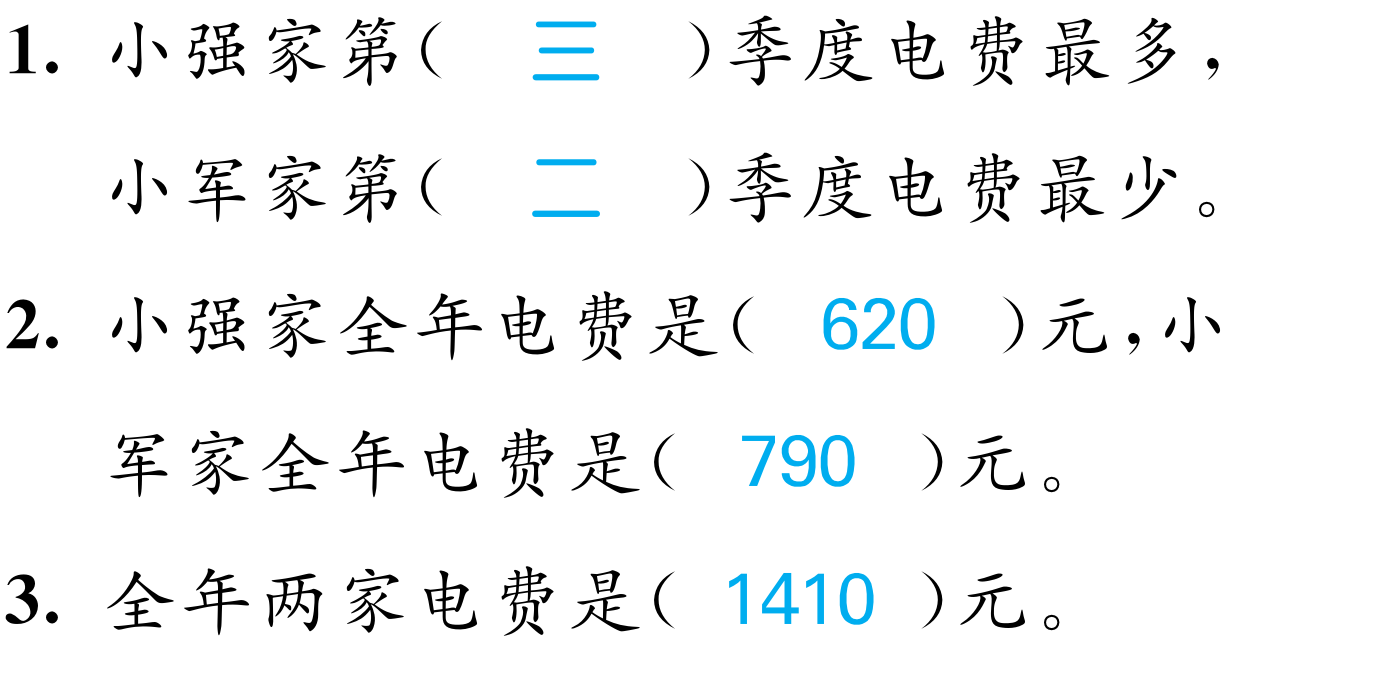 1. 小强家第( 三 )季度电费最多,
小军家第( 二 )季度电费最少。
2. 小强家全年电费是( 620 )元,小
军家全年电费是( 790 )元。
3. 全年两家电费是( 1410 )元。